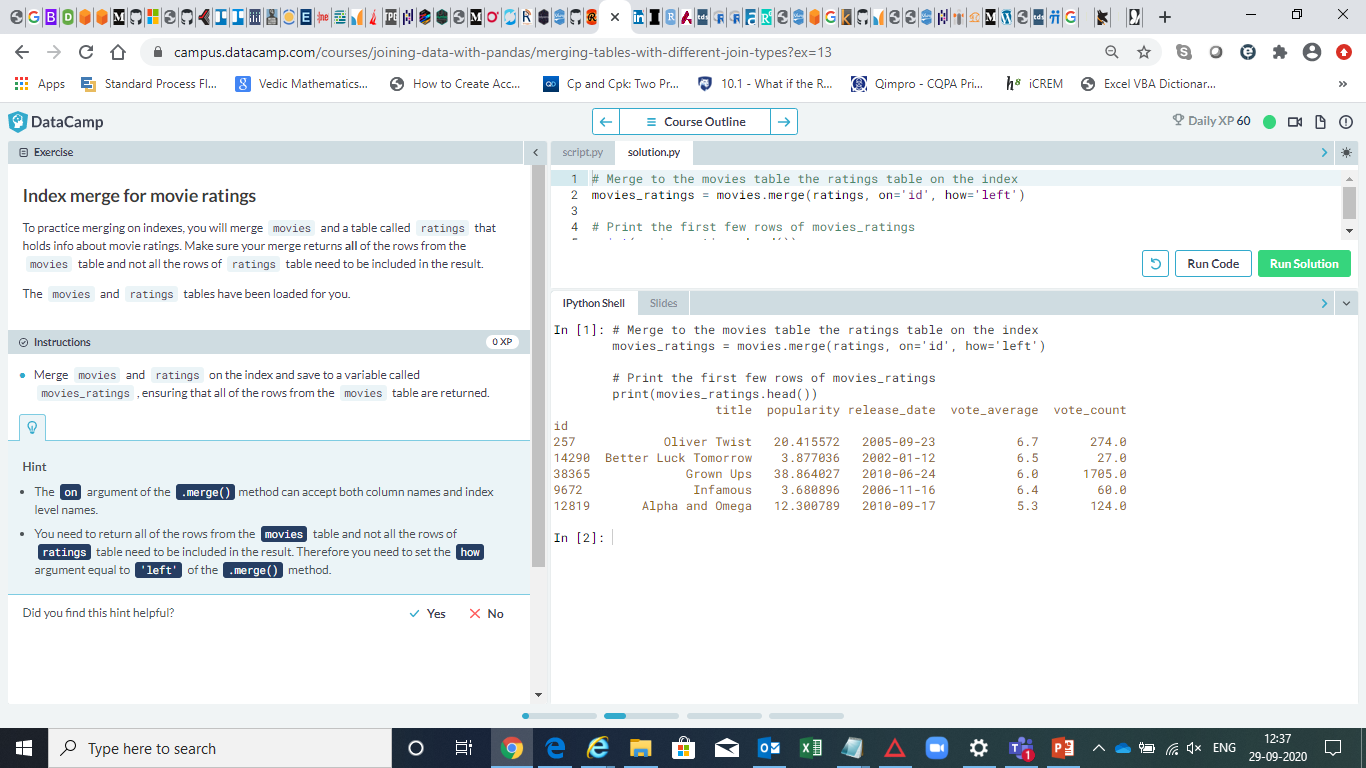 campus.datacamp.com/courses/joining-data-with-pandas/merging-tables-with-different-join-types?ex=13
Apps Standard Process Fl... Vedic Mathematics... How to Create Acc... Cp and Cpk: Two Pr... 10.1 - What if the R... Qimpro - CQPA Pri... iCREM Excel VBA Dictionar... »
DataCamp
Course Outline
Daily XP 60
Exercise
Index merge for movie ratings
To practice merging on indexes, you will merge movies and a table called ratings that
holds info about movie ratings. Make sure your merge returns all of the rows from the
movies table and not all the rows of ratings table need to be included in the result.
The movies and ratings tables have been loaded for you.
Instructions
0 XP
Merge movies and ratings on the index and save to a variable called
movies_ratings , ensuring that all of the rows from the movies table are returned.
Hint
The on argument of the .merge() method can accept both column names and index
level names.
You need to return all of the rows from the movies table and not all the rows of
ratings table need to be included in the result. Therefore you need to set the how
argument equal to 'left' of the .merge() method.
Did you find this hint helpful?
Yes
No
script.py
solution.py
1 # Merge to the movies table the ratings table on the index
2 movies_ratings = movies.merge(ratings, on='id', how='left')
3
4 # Print the first few rows of movies_ratings
Run Code
Run Solution
IPython Shell
Slides
In [1]: # Merge to the movies table the ratings table on the index
movies_ratings = movies.merge(ratings, on='id', how='left')
# Print the first few rows of movies_ratings
print(movies_ratings.head())
title popularity release_date vote_average vote_count
id
257 Oliver Twist 20.415572 2005-09-23 6.7 274.0
14290 Better Luck Tomorrow 3.877036 2002-01-12 6.5 27.0
38365 Grown Ups 38.864027 2010-06-24 6.0 1705.0
9672 Infamous 3.680896 2006-11-16 6.4 60.0
12819 Alpha and Omega 12.300789 2010-09-17 5.3 124.0
In [2]:
Type here to search
ENG
12:37
29-09-2020